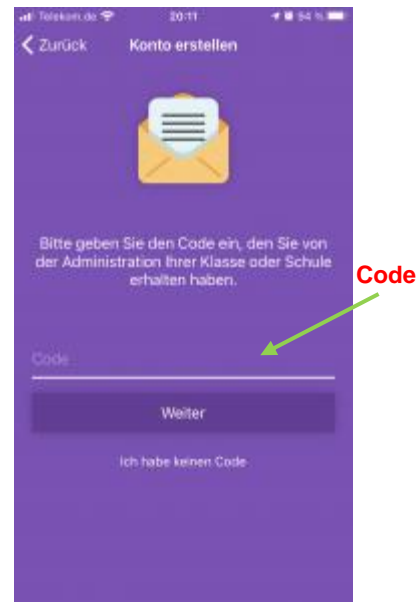 Telekom.de 20:11 94 %
Zurück Konto erstellen
Bitte geben Sie den Code ein, den Sie von
der Administration Ihrer Klasse oder Schule
erhalten haben.
Code
Code
Weiter
Ich habe keinen Code